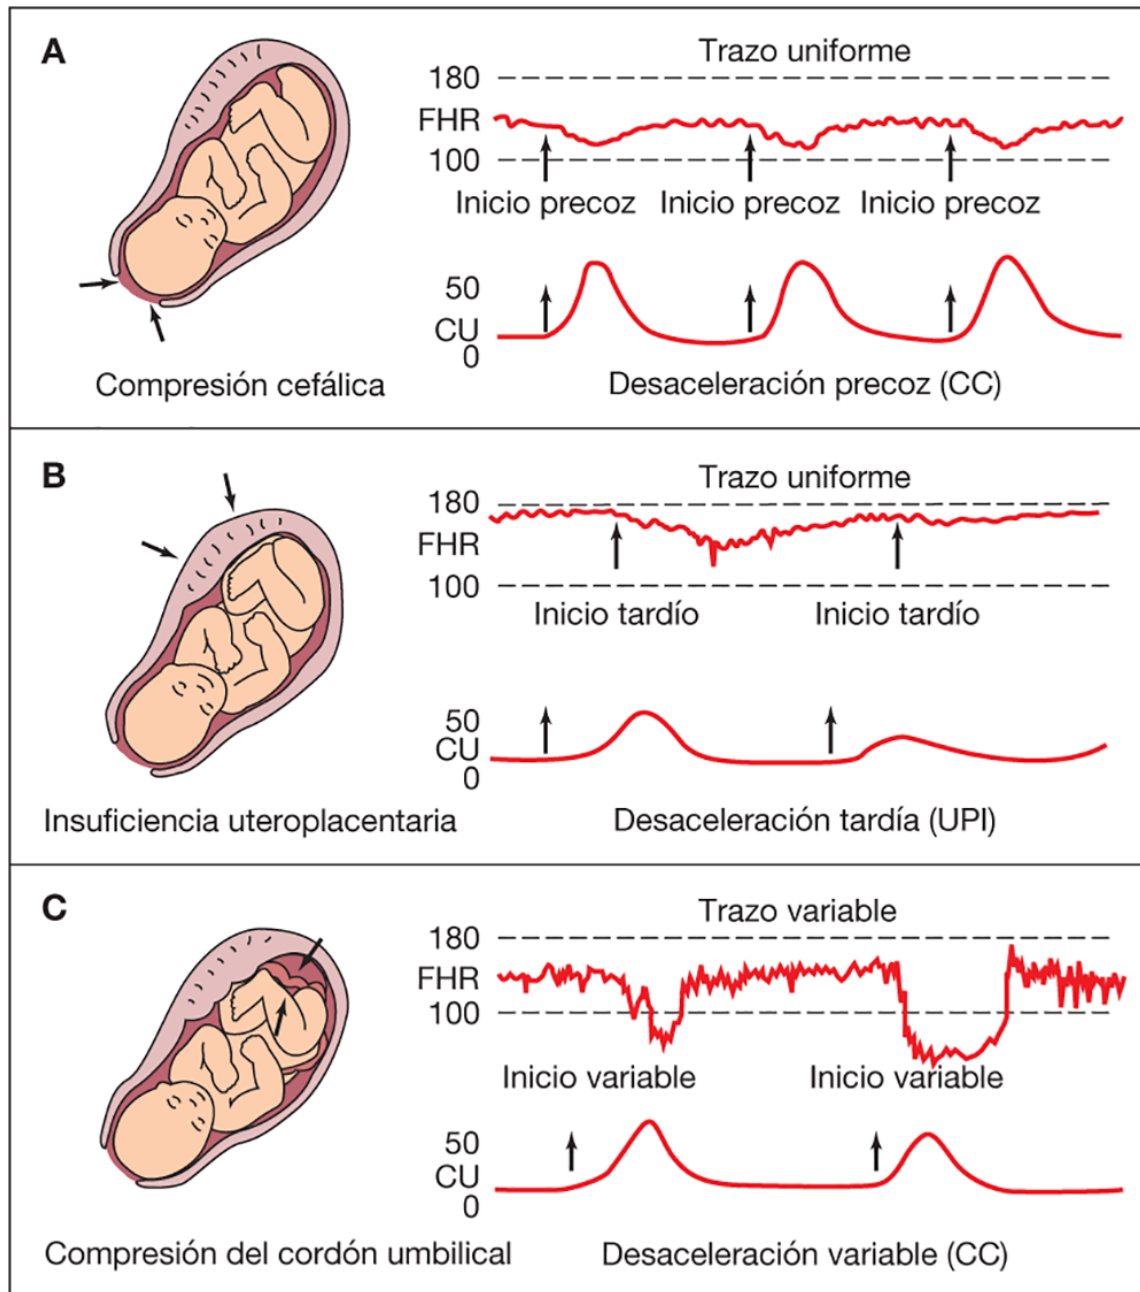 A
Trazo uniforme
180
FHR
100
Inicio precoz Inicio precoz Inicio precoz
50
CU
0
Compresión cefálica
Desaceleración precoz (CC)
B
Trazo uniforme
180
FHR
100
Inicio tardío Inicio tardío
50
CU
0
Insuficiencia uteroplacentaria
Desaceleración tardía (UPI)
C
Trazo variable
180
FHR
100
Inicio variable Inicio variable
50
CU
0
Compresión del cordón umbilical
Desaceleración variable (CC)